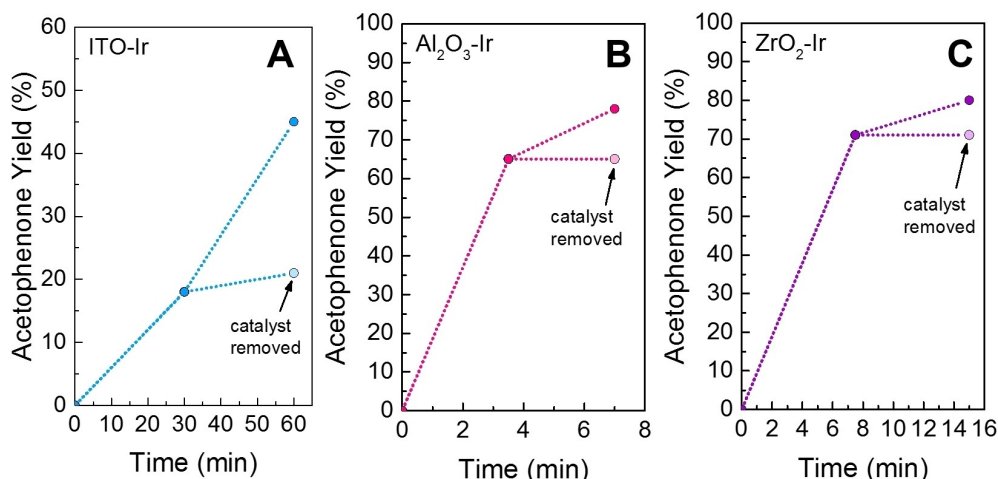 ITO-Ir
A
Acetophenone Yield (%)
60
50
40
30
20
10
0
catalyst
removed
0 10 20 30 40 50 60
Time (min)
Al₂O₃-Ir
B
Acetophenone Yield (%)
100
90
80
70
60
50
40
30
20
10
0
catalyst
removed
0 2 4 6 8
Time (min)
ZrO₂-Ir
C
Acetophenone Yield (%)
100
90
80
70
60
50
40
30
20
10
0
catalyst
removed
0 2 4 6 8 10 12 14 16
Time (min)